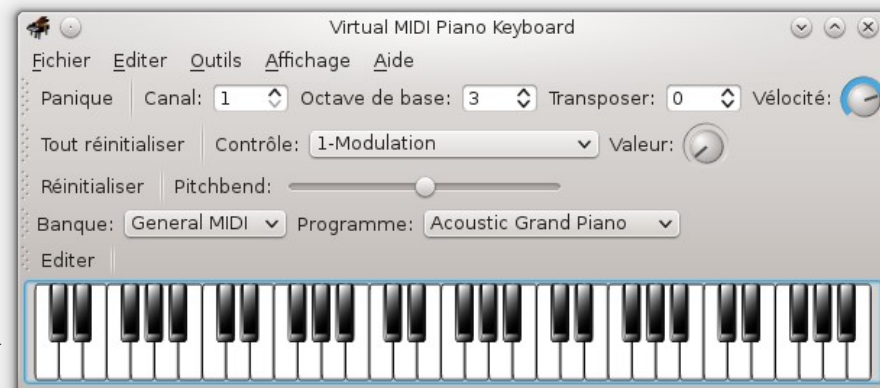 Virtual MIDI Piano Keyboard
Fichier Editer Outils Affichage Aide
Panique Canal: 1 Octave de base: 3 Transposer: 0 Vélocité:
Tout réinitialiser Contrôle: 1-Modulation Valeur:
Réinitialiser Pitchbend:
Banque: General MIDI Programme: Acoustic Grand Piano
Editer